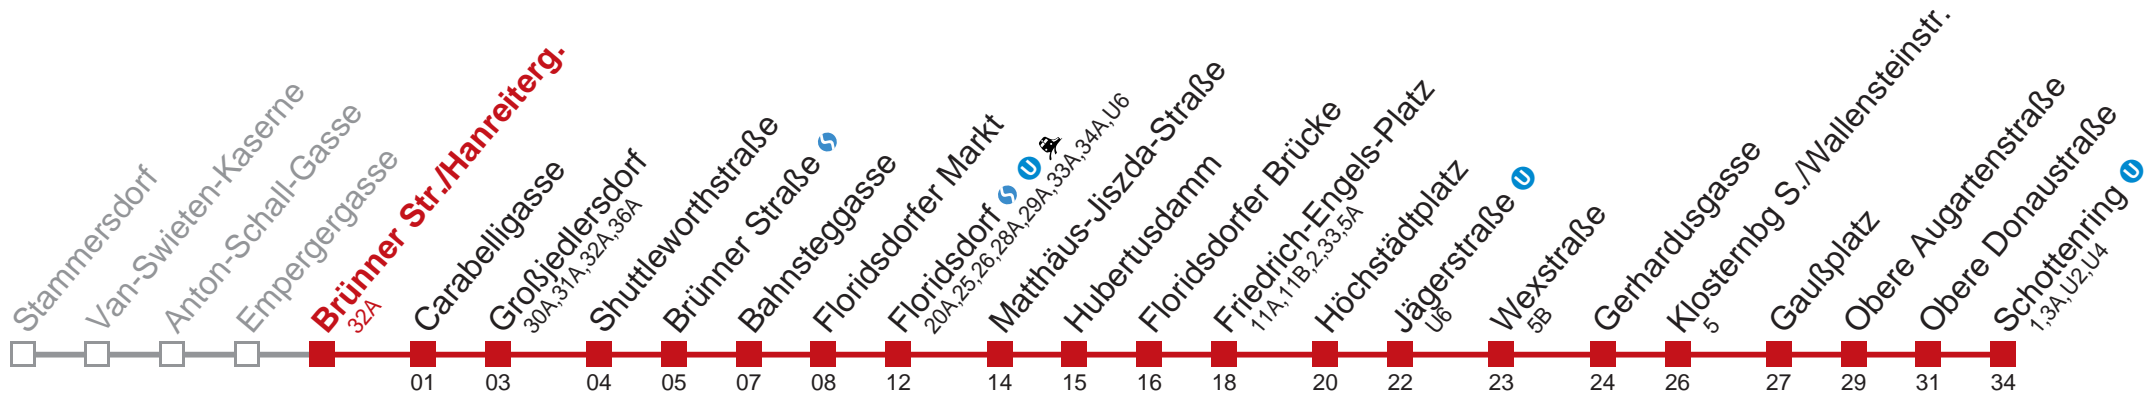 Stammersdorf
Van-Swieten-Kaserne
Anton-Schall-Gasse
Empergergasse
Brünner Str./Hanreiterg.
32A
Carabelligasse
Großjedlersdorf
30A,31A,32A,36A
Shuttleworthstraße
Brünner Straße S
Bahnsteggasse
Floridsdorfer Markt
Floridsdorf S U
20A,25,26,28A,29A,33A,34A,U6
Matthäus-Jiszda-Straße
Hubertusdamm
Floridsdorfer Brücke
Friedrich-Engels-Platz
11A,11B,2,33,5A
Höchstädtplatz
Jägerstraße U
U6
Wexstraße
5B
Gerhardusgasse
Klosternbg S./Wallensteinstr.
5
Gaußplatz
Obere Augartenstraße
Obere Donaustraße
Schottenring U
1,3A,U2,U4
01 03 04 05 07 08 12 14 15 16 18 20 22 23 24 26 27 29 31 34